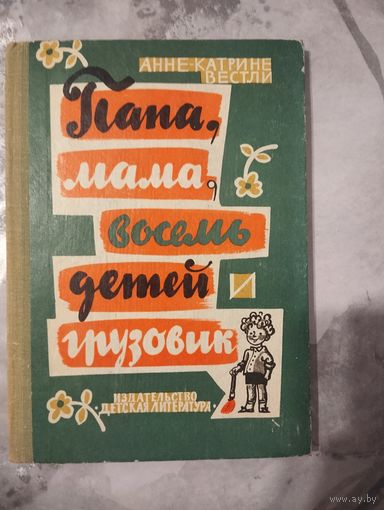 АННЕ-КАТРИНЕ
ВЕСТЛИ
Папа,
мама,
восемь
детей
и
грузовик
ИЗДАТЕЛЬСТВО
ДЕТСКАЯ ЛИТЕРАТУРА
www.ay.by